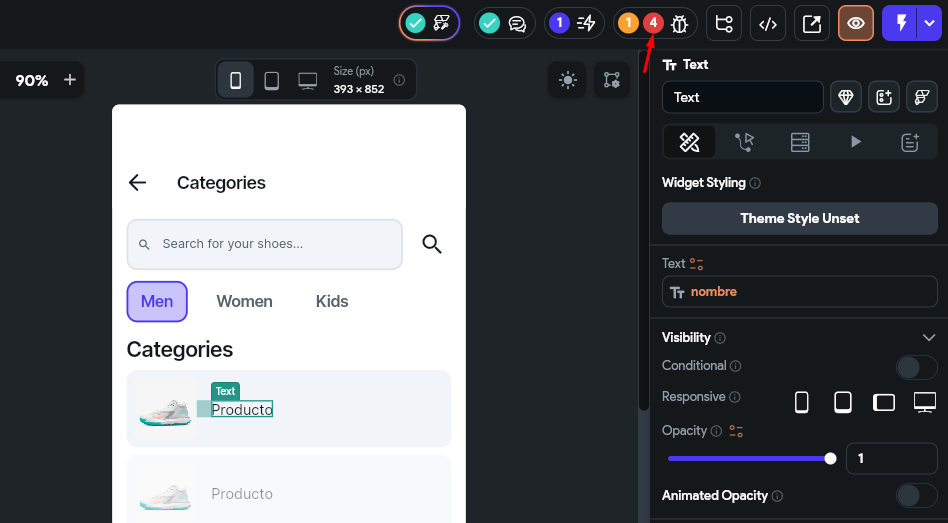 1
1
4
90%
Size (px)
393 × 852
Text
Text
Categories
Widget Styling
Theme Style Unset
Search for your shoes...
Text
nombre
Men
Women
Kids
Visibility
Categories
Conditional
Text
Producto
Responsive
Opacity
1
Producto
Animated Opacity